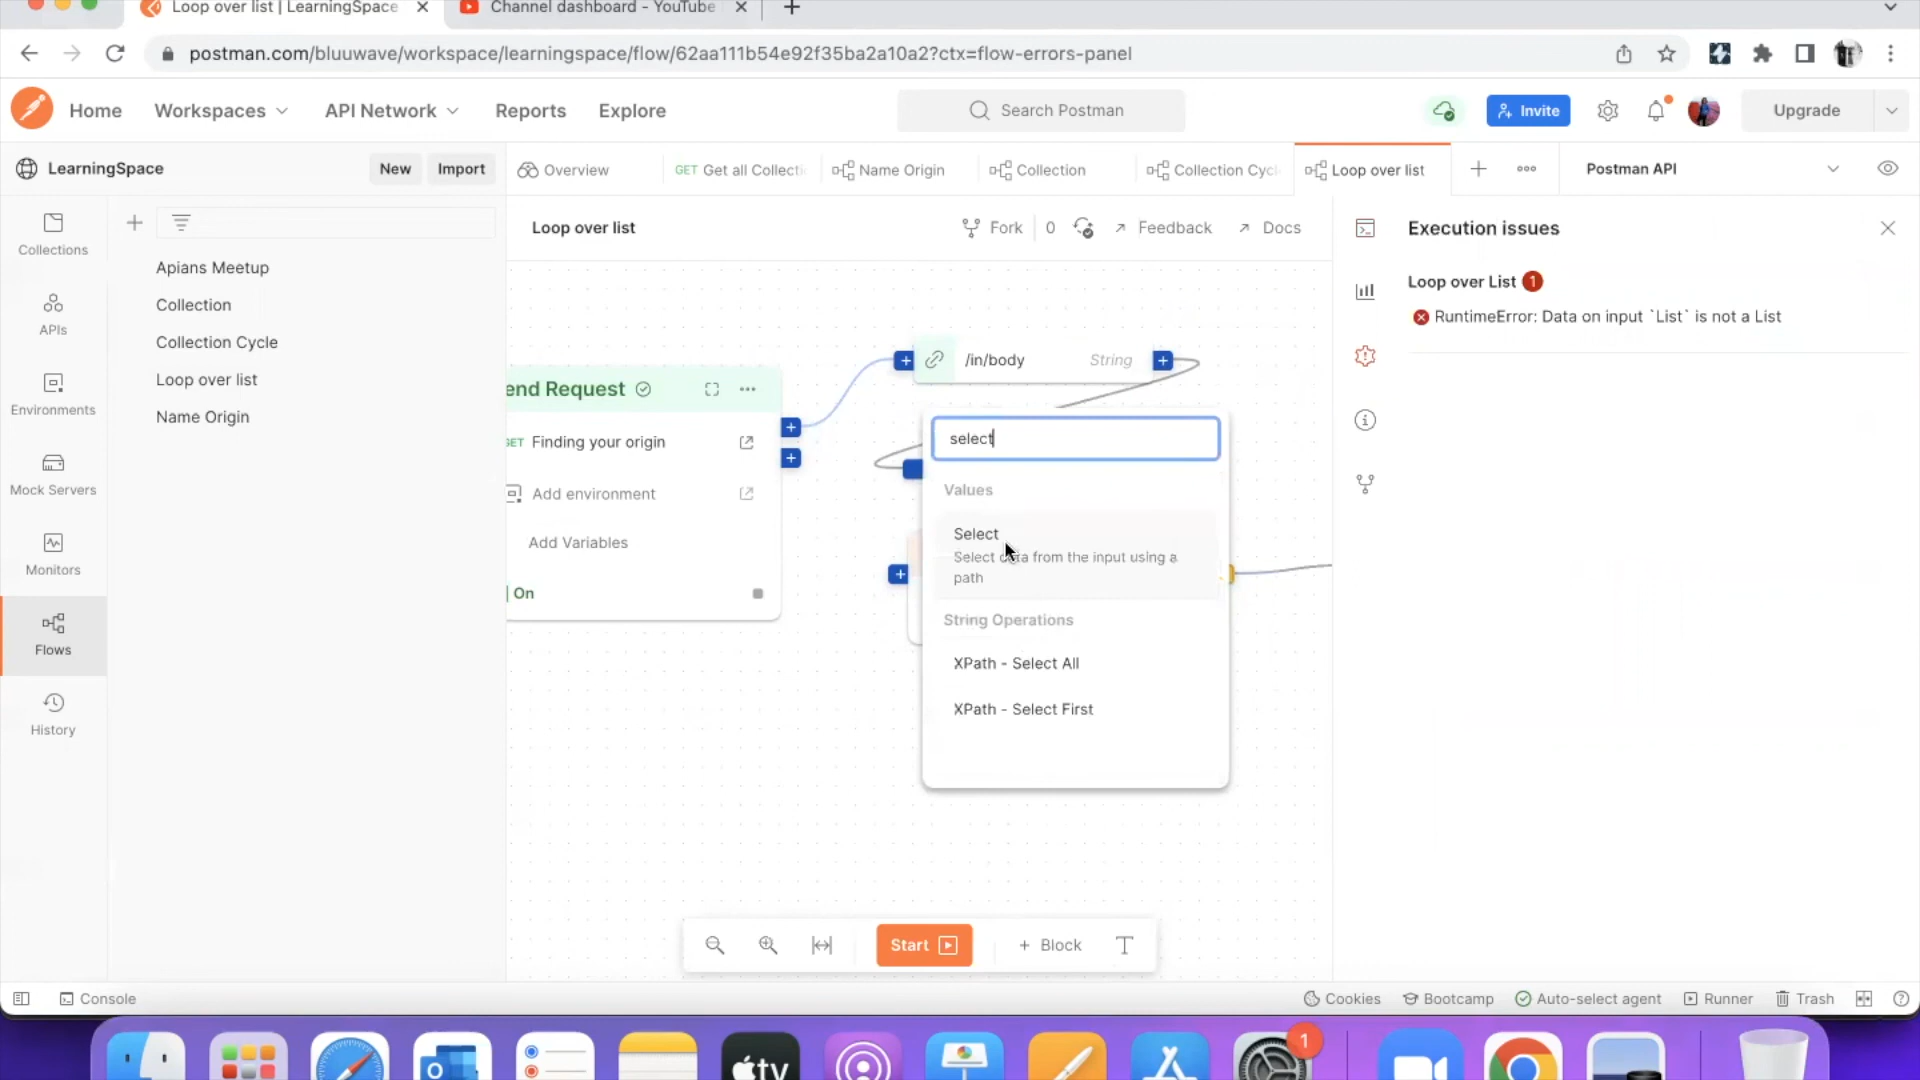 Loop over list | LearningSpace
Channel dashboard - YouTube
postman.com/bluuwave/workspace/learningspace/flow/62aa111b54e92f35ba2a10a2?ctx=flow-errors-panel
Home
Workspaces
API Network
Reports
Explore
Search Postman
Invite
Upgrade
LearningSpace
New
Import
Overview
GET Get all Collecti
Name Origin
Collection
Collection Cycl
Loop over list
Postman API
Collections
APIs
Environments
Mock Servers
Monitors
Flows
History
Apians Meetup
Collection
Collection Cycle
Loop over list
Name Origin
Loop over list
Fork
0
Feedback
Docs
end Request
GET Finding your origin
Add environment
Add Variables
On
/in/body
String
select
Values
Select
Select data from the input using a
path
String Operations
XPath - Select All
XPath - Select First
Start
+ Block
T
Execution issues
Loop over List 1
RuntimeError: Data on input `List` is not a List
Console
Cookies
Bootcamp
Auto-select agent
Runner
Trash
tv
1